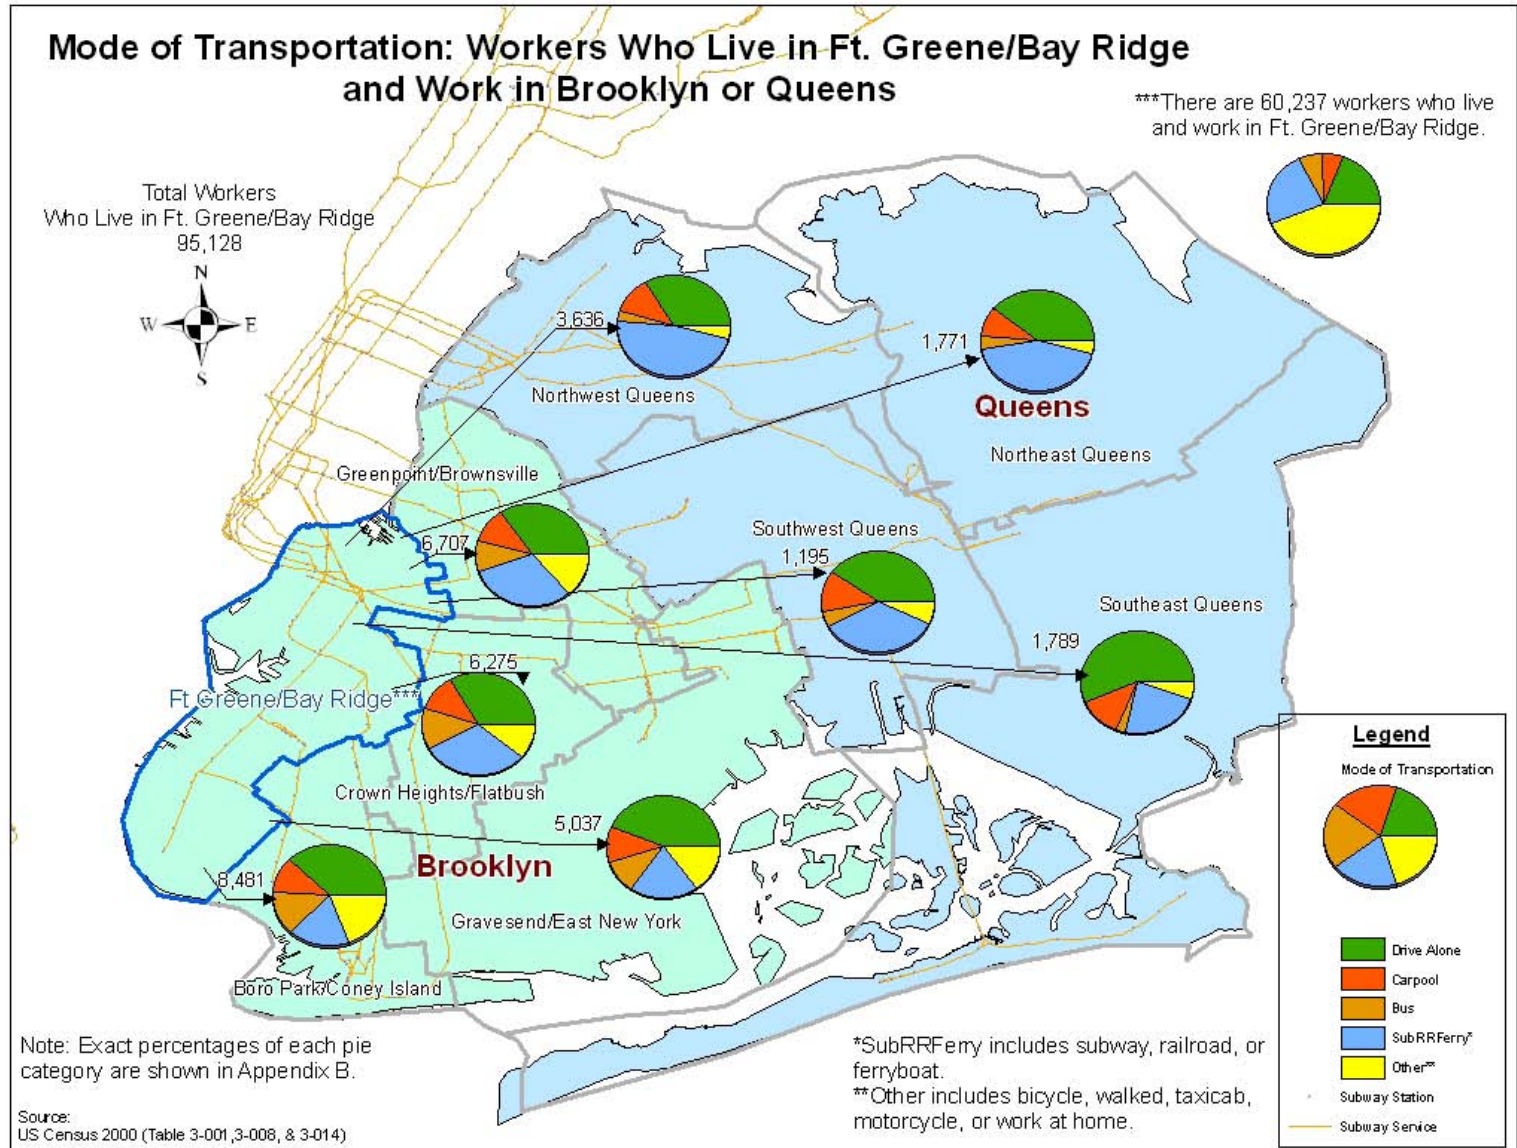 Mode of Transportation: Workers Who Live in Ft. Greene/Bay Ridge
and Work in Brooklyn or Queens
***There are 60,237 workers who live
and work in Ft. Greene/Bay Ridge.
Total Workers
Who Live in Ft. Greene/Bay Ridge
95,128
N
W
E
S
3,636
1,771
Northwest Queens
Queens
Northeast Queens
Greenpoint/Brownsville
Southwest Queens
6,707
1,195
Southeast Queens
1,789
6,275
Ft Greene/Bay Ridge***
Crown Heights/Flatbush
5,037
Brooklyn
8,481
Gravesend/East New York
Boro Park/Coney Island
Legend
Mode of Transportation
Drive Alone
Carpool
Bus
SubRRFerry*
Other**
Subway Station
Subway Service
Note: Exact percentages of each pie
category are shown in Appendix B.
*SubRRFerry includes subway, railroad, or
ferryboat.
**Other includes bicycle, walked, taxicab,
motorcycle, or work at home.
Source:
US Census 2000 (Table 3-001,3-008, & 3-014)